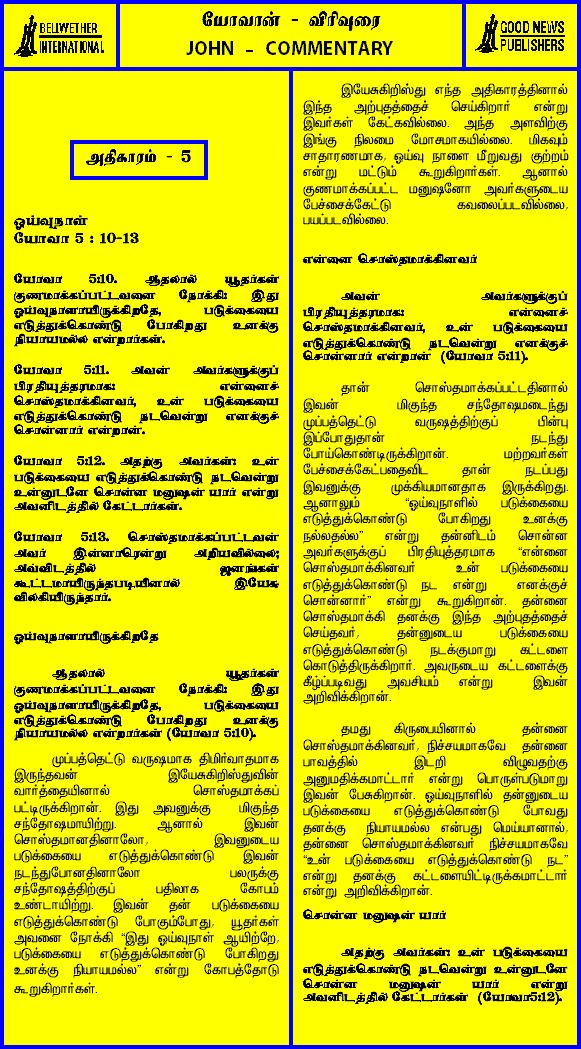 BELWETHER
INTERNATIONAL
யோவான் - விரிவுரை
JOHN - COMMENTARY
GOOD NEWS
PUBLISHERS
அதிகாரம் - 5
ஓய்வுநாள்
யோவா 5 : 10-13
யோவா 5:10. ஆதலால் யூதர்கள்
குணமாக்கப்பட்டவனை நோக்கி: இது
ஓய்வுநாளாயிருக்கிறதே, படுக்கையை
எடுத்துக்கொண்டு போகிறது உனக்கு
நியாயமல்ல என்றார்கள்.
யோவா 5:11. அவன் அவர்களுக்குப்
பிரதியுத்தரமாக: என்னைச்
சொஸ்தமாக்கினவர், உன் படுக்கையை
எடுத்துக்கொண்டு நடவென்று எனக்குச்
சொன்னார் என்றான்.
யோவா 5:12. அதற்கு அவர்கள்: உன்
படுக்கையை எடுத்துக்கொண்டு நடவென்று
உன்னுடனே சொன்ன மனுஷன் யார் என்று
அவனிடத்தில் கேட்டார்கள்.
யோவா 5:13. சொஸ்தமாக்கப்பட்டவன்
அவர் இன்னாரென்று அறியவில்லை;
அவ்விடத்தில் ஜனங்கள்
கூட்டமாயிருந்தபடியினால் இயேசு
விலகியிருந்தார்.
ஓய்வுநாளாயிருக்கிறதே
ஆதலால் யூதர்கள்
குணமாக்கப்பட்டவனை நோக்கி: இது
ஓய்வுநாளாயிருக்கிறதே, படுக்கையை
எடுத்துக்கொண்டு போகிறது உனக்கு
நியாயமல்ல என்றார்கள் (யோவா 5:10).
முப்பத்தெட்டு வருஷமாக திமிர்வாதமாக
இருந்தவன் இயேசுகிறிஸ்துவின்
வார்த்தையினால் சொஸ்தமாக்கப்
பட்டிருக்கிறான். இது அவனுக்கு மிகுந்த
சந்தோஷமாயிற்று. ஆனால் இவன்
சொஸ்தமானதினாலோ, இவனுடைய
படுக்கையை எடுத்துக்கொண்டு இவன்
நடந்துபோனதினாலோ பலருக்கு
சந்தோஷத்திற்குப் பதிலாக கோபம்
உண்டாயிற்று. இவன் தன் படுக்கையை
எடுத்துக்கொண்டு போகும்போது, யூதர்கள்
அவனை நோக்கி “இது ஓய்வுநாள் ஆயிற்றே,
படுக்கையை எடுத்துக்கொண்டு போகிறது
உனக்கு நியாயமல்ல” என்று கோபத்தோடு
கூறுகிறார்கள்.
இயேசுகிறிஸ்து எந்த அதிகாரத்தினால்
இந்த அற்புதத்தைச் செய்கிறார் என்று
இவர்கள் கேட்கவில்லை. அந்த அளவிற்கு
இங்கு நிலமை மோசமாகயில்லை. மிகவும்
சாதாரணமாக, ஓய்வு நாளை மீறுவது குற்றம்
என்று மட்டும் கூறுகிறார்கள். ஆனால்
குணமாக்கப்பட்ட மனுஷனோ அவர்களுடைய
பேச்சைக்கேட்டு கவலைப்படவில்லை,
பயப்படவில்லை.
என்னை சொஸ்தமாக்கினவர்
அவன் அவர்களுக்குப்
பிரதியுத்தரமாக: என்னைச்
சொஸ்தமாக்கினவர், உன் படுக்கையை
எடுத்துக்கொண்டு நடவென்று எனக்குச்
சொன்னார் என்றான் (யோவா 5:11).
தான் சொஸ்தமாக்கப்பட்டதினால்
இவன் மிகுந்த சந்தோஷமடைந்து
முப்பத்தெட்டு வருஷத்திற்குப் பின்பு
இப்போதுதான் நடந்து
போய்கொண்டிருக்கிறான். மற்றவர்கள்
பேச்சைக்கேட்பதைவிட தான் நடப்பது
இவனுக்கு முக்கியமானதாக இருக்கிறது.
ஆனாலும் “ஓய்வுநாளில் படுக்கையை
எடுத்துக்கொண்டு போகிறது உனக்கு
நல்லதல்ல” என்று தன்னிடம் சொன்ன
அவர்களுக்குப் பிரதியுத்தரமாக “என்னை
சொஸ்தமாக்கினவர் உன் படுக்கையை
எடுத்துக்கொண்டு நட என்று எனக்குச்
சொன்னார்” என்று கூறுகிறான். தன்னை
சொஸ்தமாக்கி தனக்கு இந்த அற்புதத்தைச்
செய்தவர், தன்னுடைய படுக்கையை
எடுத்துக்கொண்டு நடக்குமாறு கட்டளை
கொடுத்திருக்கிறார். அவருடைய கட்டளைக்கு
கீழ்ப்படிவது அவசியம் என்று இவன்
அறிவிக்கிறான்.
தமது கிருபையினால் தன்னை
சொஸ்தமாக்கினவர், நிச்சயமாகவே தன்னை
பாவத்தில் இடறி விழுவதற்கு
அனுமதிக்கமாட்டார் என்று பொருள்படுமாறு
இவன் பேசுகிறான். ஓய்வுநாளில் தன்னுடைய
படுக்கையை எடுத்துக்கொண்டு போவது
தனக்கு நியாயமல்ல என்பது மெய்யானால்,
தன்னை சொஸ்தமாக்கினவர் நிச்சயமாகவே
“உன் படுக்கையை எடுத்துக்கொண்டு நட”
என்று தனக்கு கட்டளையிட்டிருக்கமாட்டார்
என்று அறிவிக்கிறான்.
சொன்ன மனுஷன் யார்
அதற்கு அவர்கள்: உன் படுக்கையை
எடுத்துக்கொண்டு நடவென்று உன்னுடனே
சொன்ன மனுஷன் யார் என்று
அவனிடத்தில் கேட்டார்கள் (யோவா5:12).